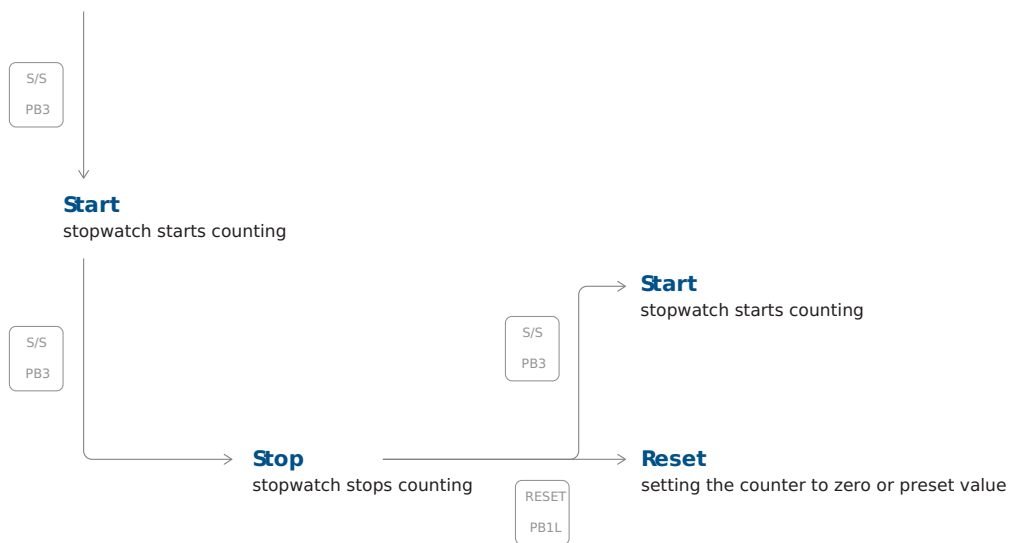 S/S
PB3
Start
stopwatch starts counting
Start
stopwatch starts counting
S/S
PB3
S/S
PB3
Stop
stopwatch stops counting
Reset
setting the counter to zero or preset value
RESET
PB1L